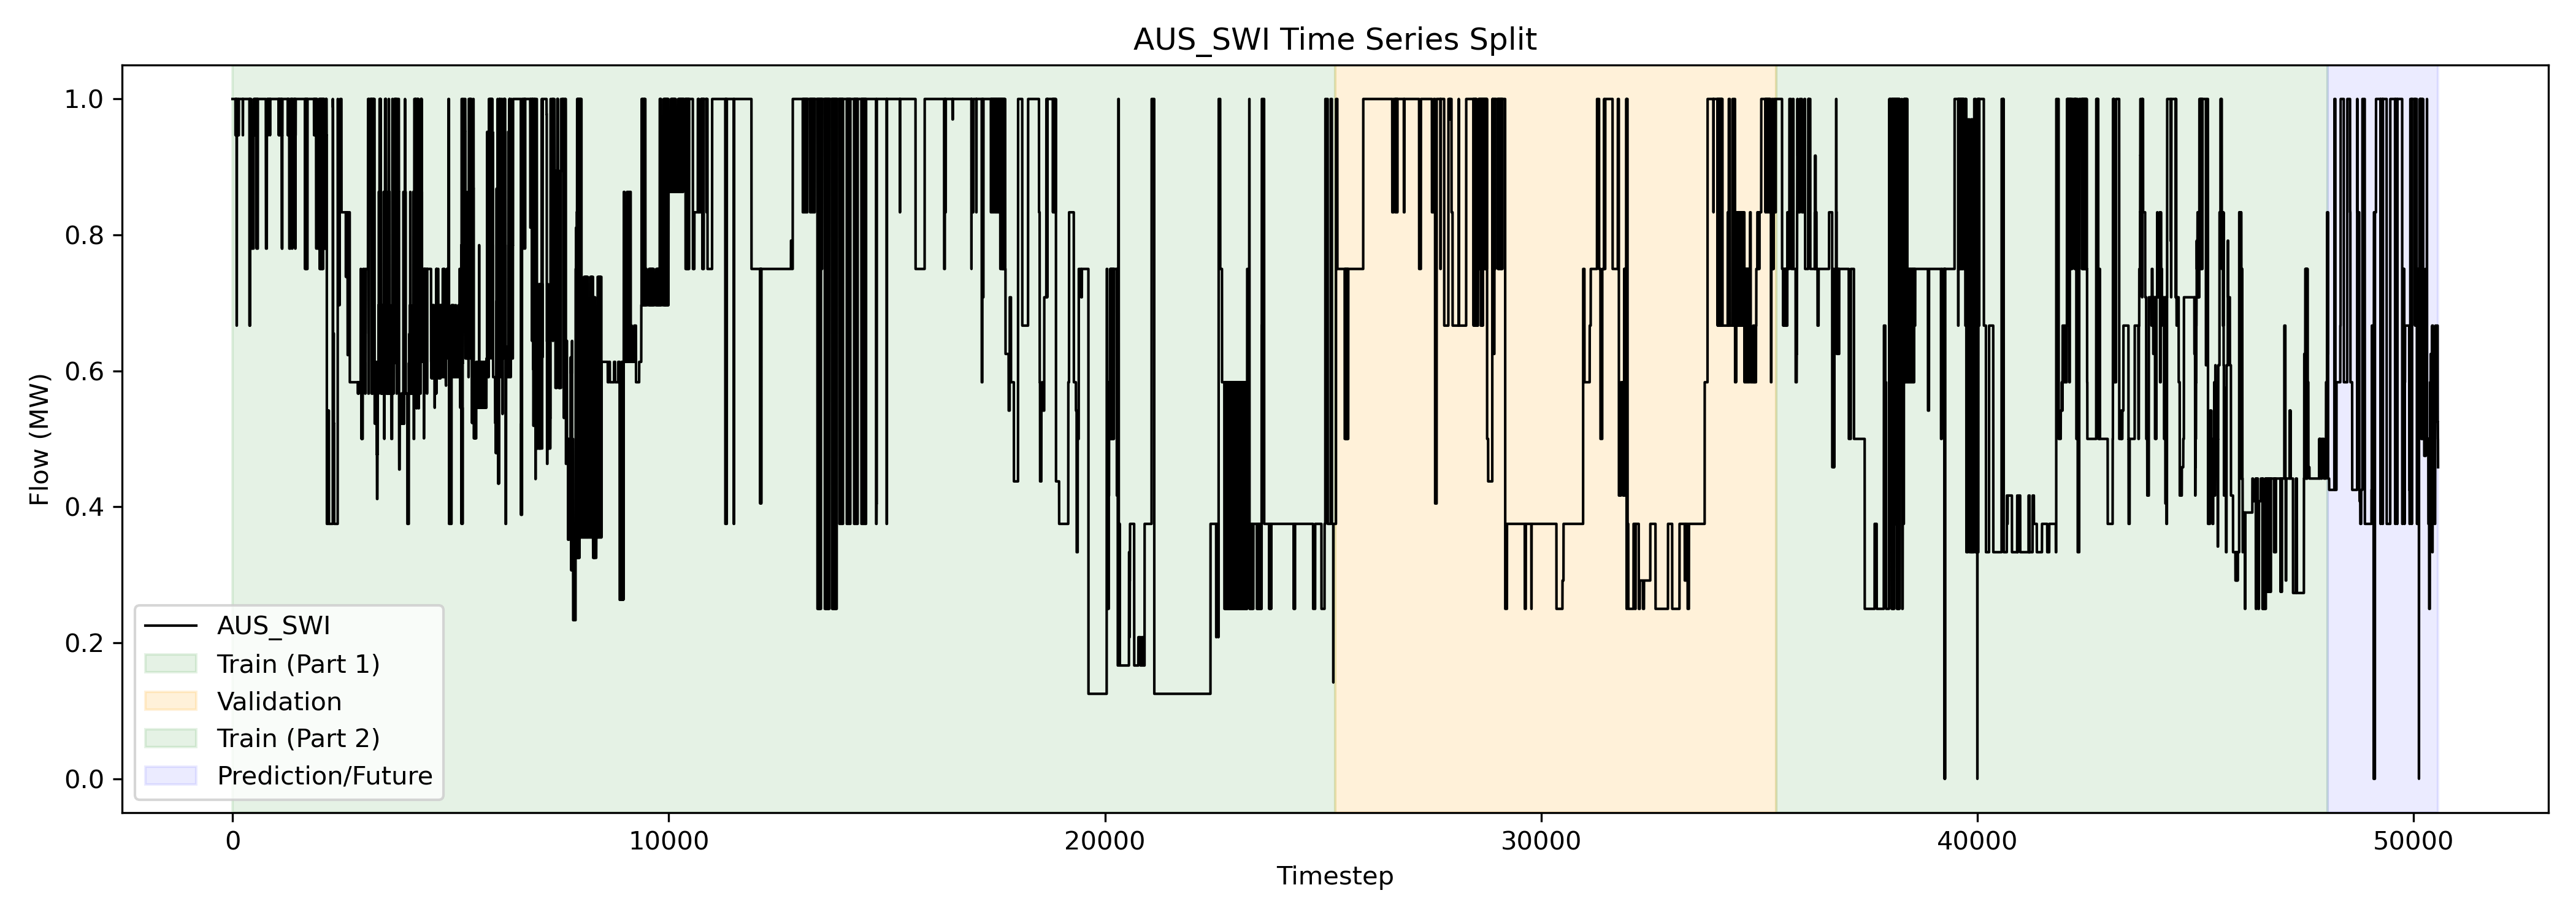 AUS_SWI Time Series Split
Flow (MW)
1.0
0.8
0.6
0.4
0.2
0.0
AUS_SWI
Train (Part 1)
Validation
Train (Part 2)
Prediction/Future
0 10000 20000 30000 40000 50000
Timestep